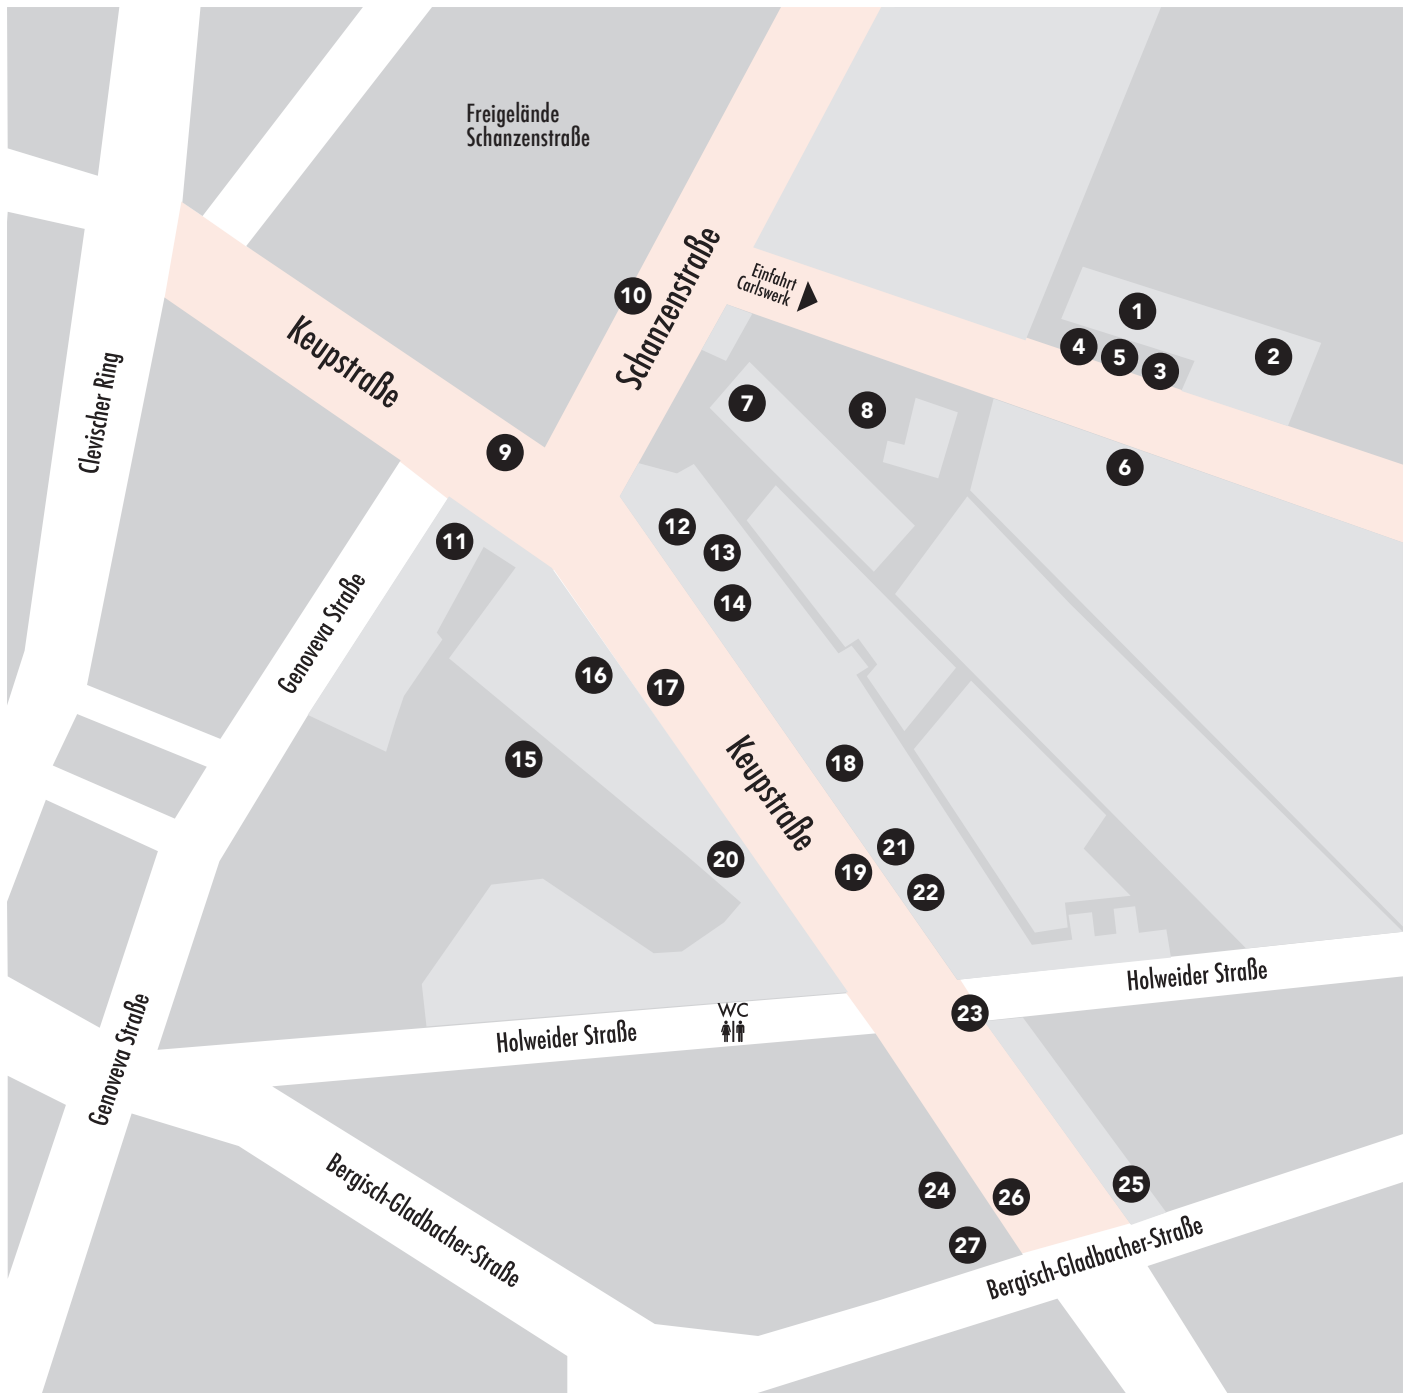 Freigelände
Schanzenstraße
Schanzenstraße
Einfahrt
Carlswerk
10
1
4
5
3
2
Keupstraße
Clevischer Ring
7
8
9
6
11
12
13
14
Genoveva Straße
16
17
15
18
Keupstraße
20
19
21
22
Holweider Straße
23
WC
Holweider Straße
Genoveva Straße
Bergisch-Gladbacher-Straße
24
26
25
27
Bergisch-Gladbacher-Straße